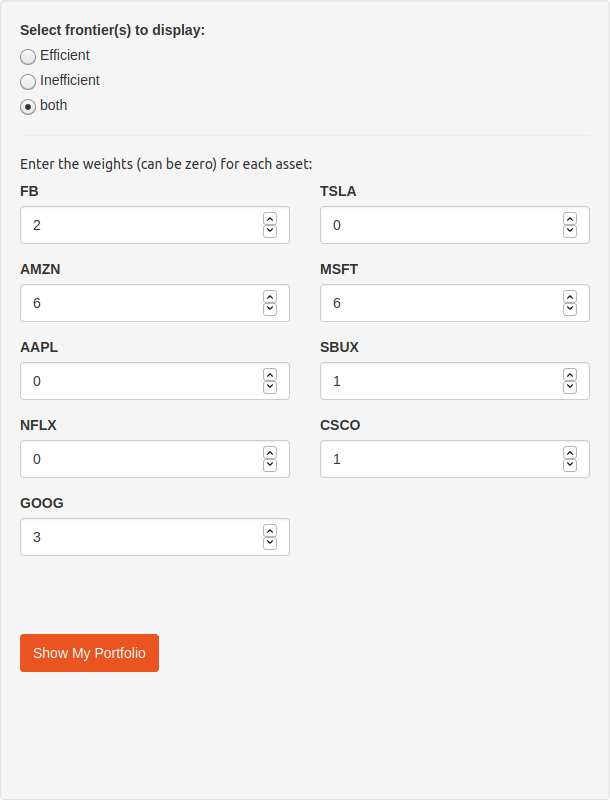 Select frontier(s) to display:
Efficient
Inefficient
both
Enter the weights (can be zero) for each asset:
FB TSLA
2 0
AMZN MSFT
6 6
AAPL SBUX
0 1
NFLX CSCO
0 1
GOOG
3
Show My Portfolio